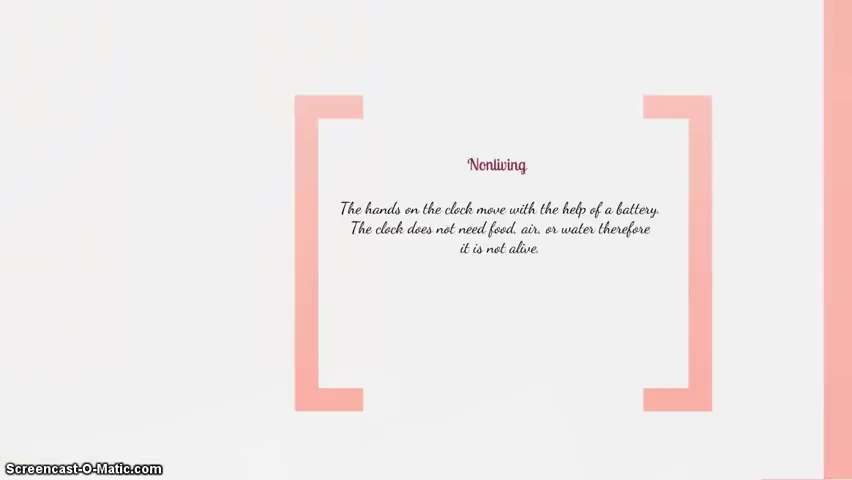 Nonliving
The hands on the clock move with the help of a battery.
The clock does not need food, air, or water therefore
it is not alive.
Screencast-O-Matic.com